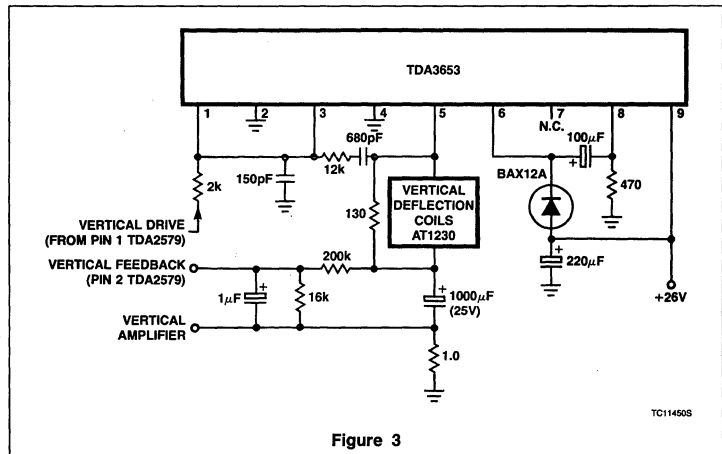 TDA3653
1 2 3 4 5 6 7 8 9
N.C.
680pF
100μF
+
12k
150pF
2k
BAX12A
470
VERTICAL
DEFLECTION
COILS
AT1230
130
VERTICAL DRIVE
(FROM PIN 1 TDA2579)
VERTICAL FEEDBACK
(PIN 2 TDA2579)
200k
+
220μF
+
1μF
16k
+
1000μF
(25V)
+26V
VERTICAL
AMPLIFIER
1.0
TC11450S
Figure 3